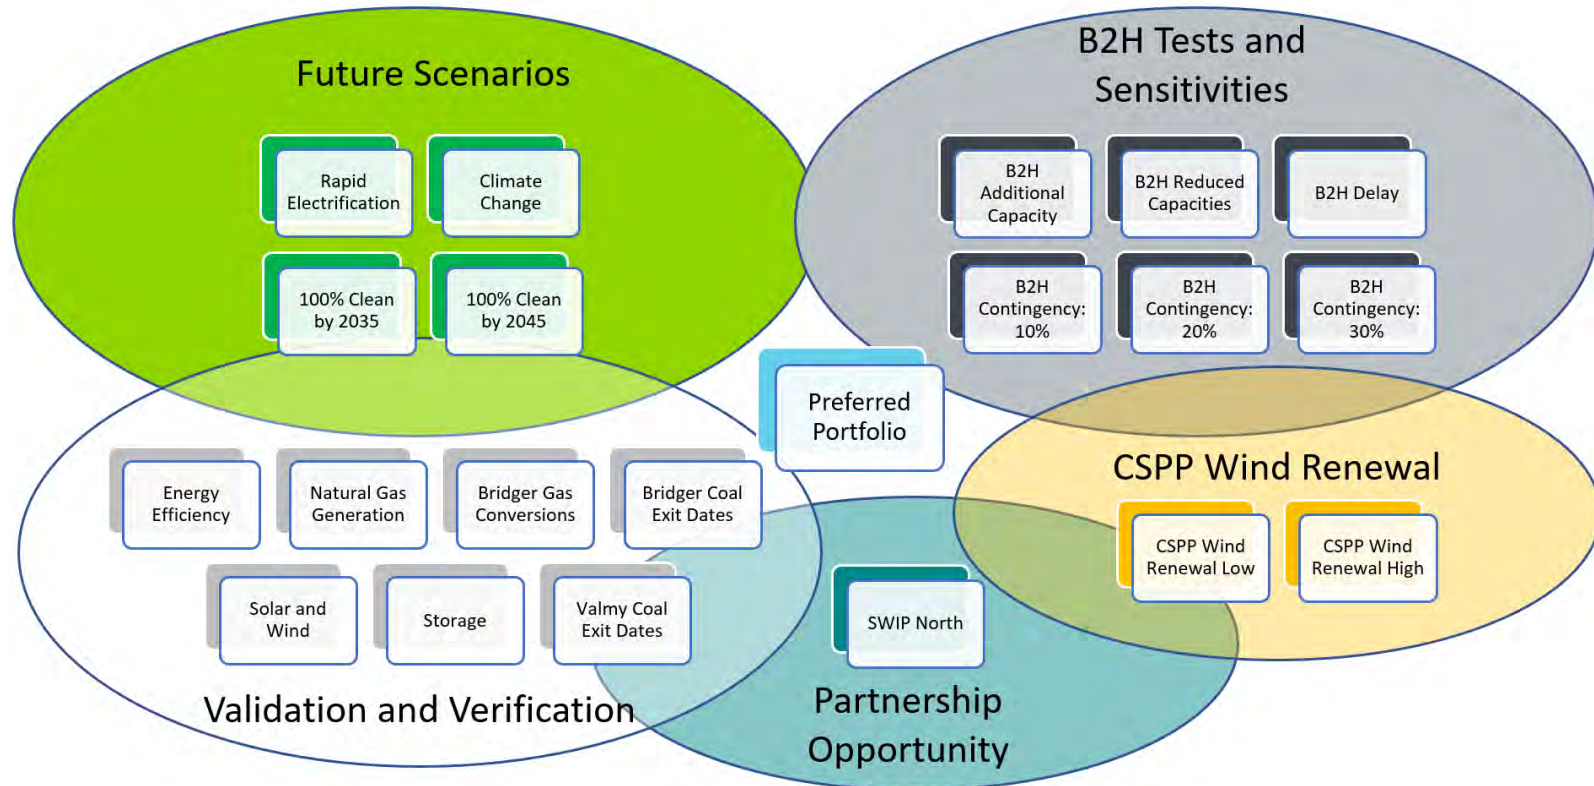 Future Scenarios
Rapid
Electrification
Climate
Change
100% Clean
by 2035
100% Clean
by 2045
B2H Tests and
Sensitivities
B2H
Additional
Capacity
B2H Reduced
Capacities
B2H Delay
B2H
Contingency:
10%
B2H
Contingency:
20%
B2H
Contingency:
30%
Preferred
Portfolio
CSPP Wind Renewal
CSPP Wind
Renewal Low
CSPP Wind
Renewal High
Energy
Efficiency
Natural Gas
Generation
Bridger Gas
Conversions
Bridger Coal
Exit Dates
Solar and
Wind
Storage
Valmy Coal
Exit Dates
Validation and Verification
SWIP North
Partnership
Opportunity